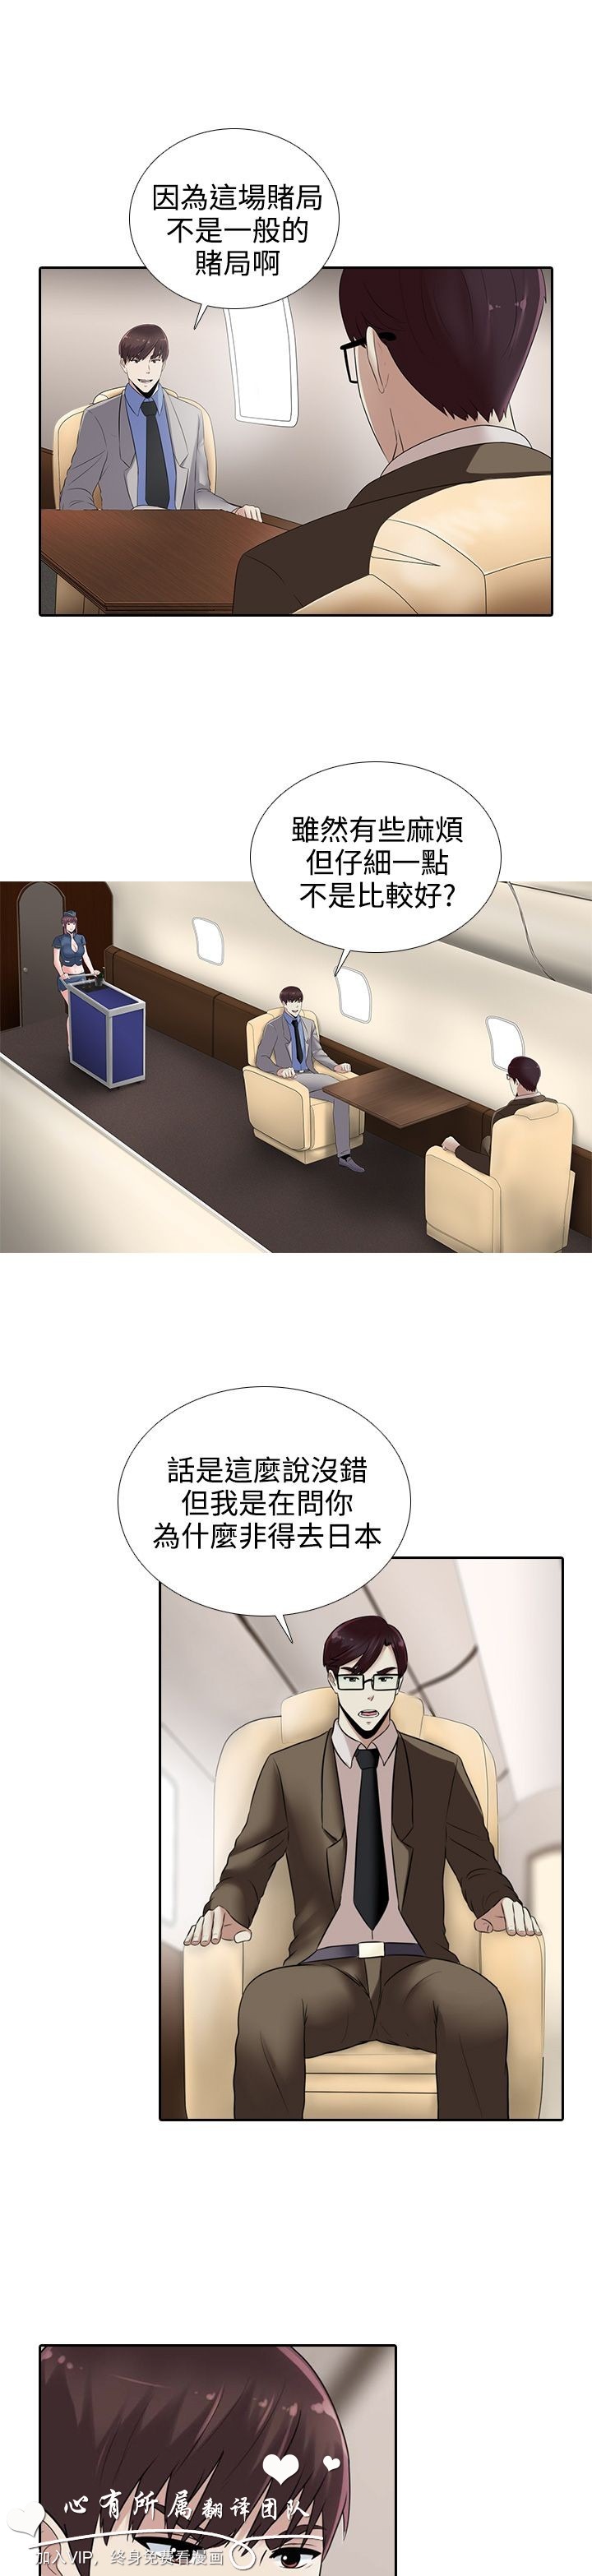 因為這場賭局
不是一般的
賭局啊
雖然有些麻煩
但仔細一點
不是比較好?
話是這麼說沒錯
但我是在問你
為什麼非得去日本
心有所属翻译团队
加入VIP，终身免费看漫画